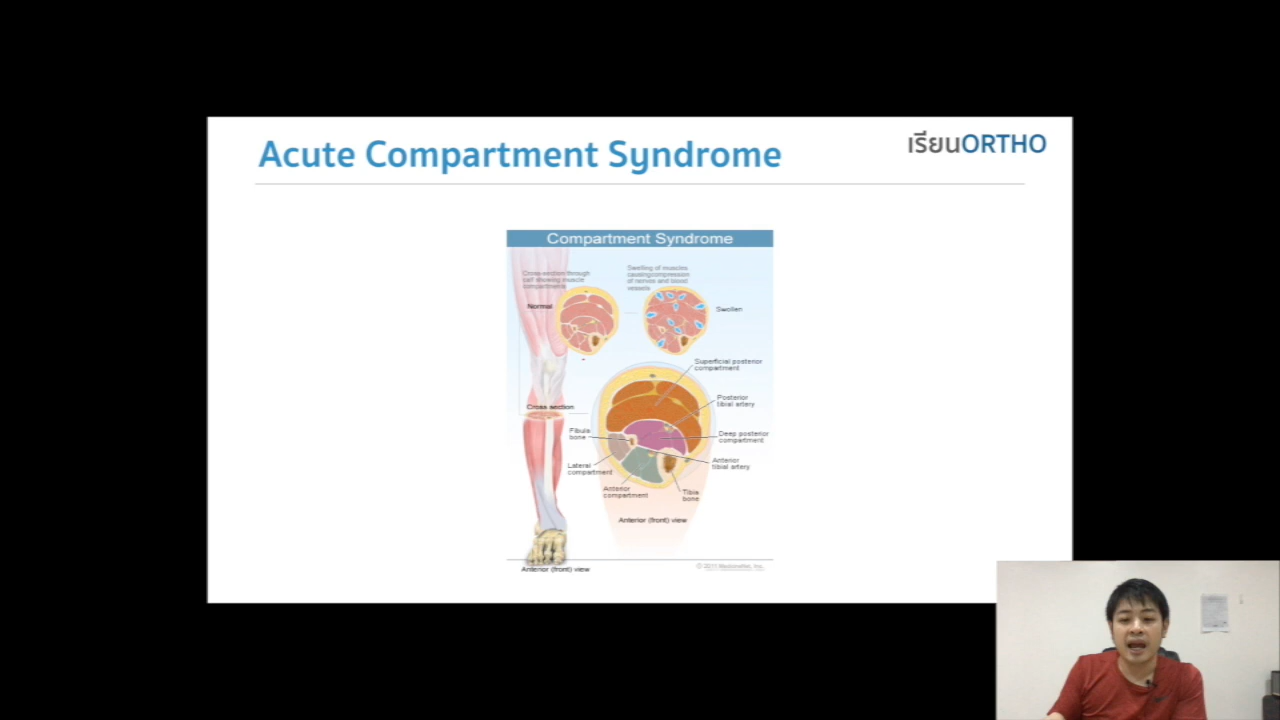 Acute Compartment Syndrome
เรียนORTHO
Compartment Syndrome
Cross-section through
calf showing muscle
compartments
Swelling of muscles
causing compression
of nerves and blood
vessels
Normal
Swollen
Superficial posterior
compartment
Posterior
tibial artery
Cross section
Fibula
bone
Deep posterior
compartment
Lateral
compartment
Anterior
tibial artery
Anterior
compartment
Tibia
bone
Anterior (front) view
Anterior (front) view
© 2011 MedicineNet, Inc.